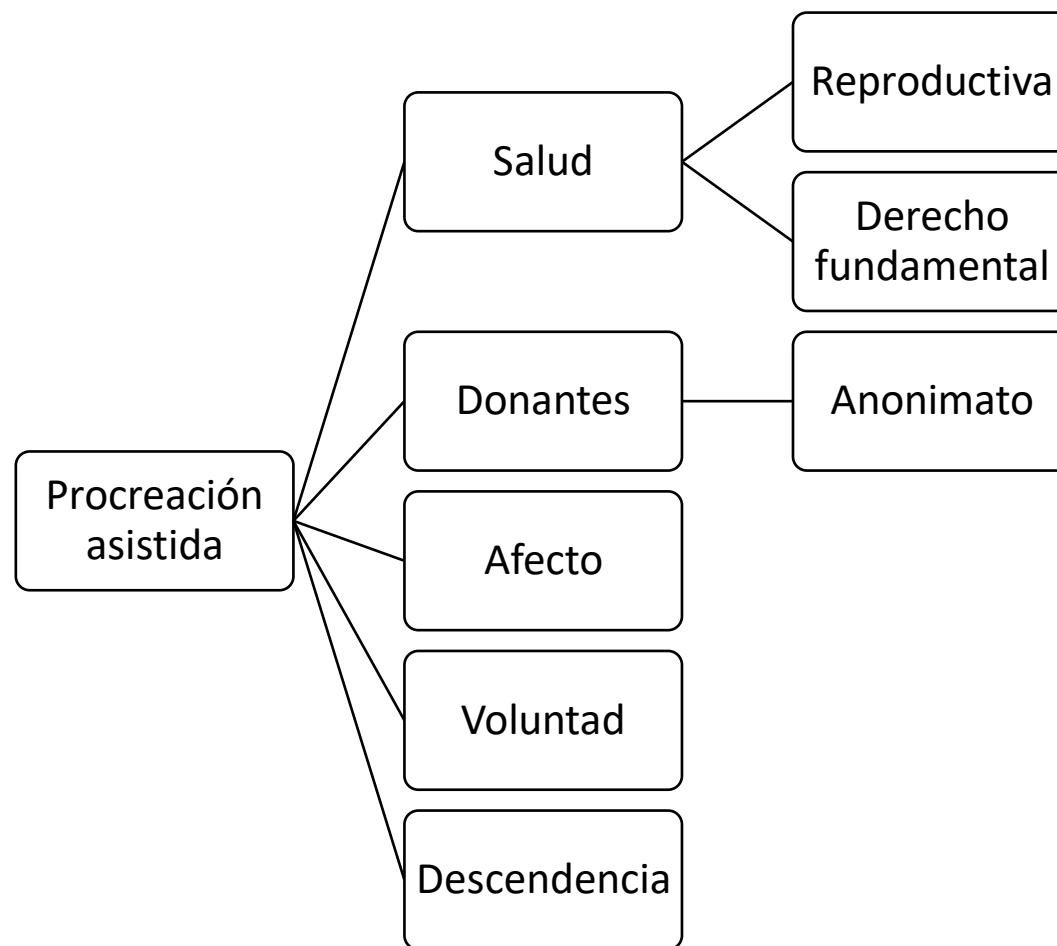 Procreación
asistida
Salud
Reproductiva
Derecho
fundamental
Donantes
Anonimato
Afecto
Voluntad
Descendencia